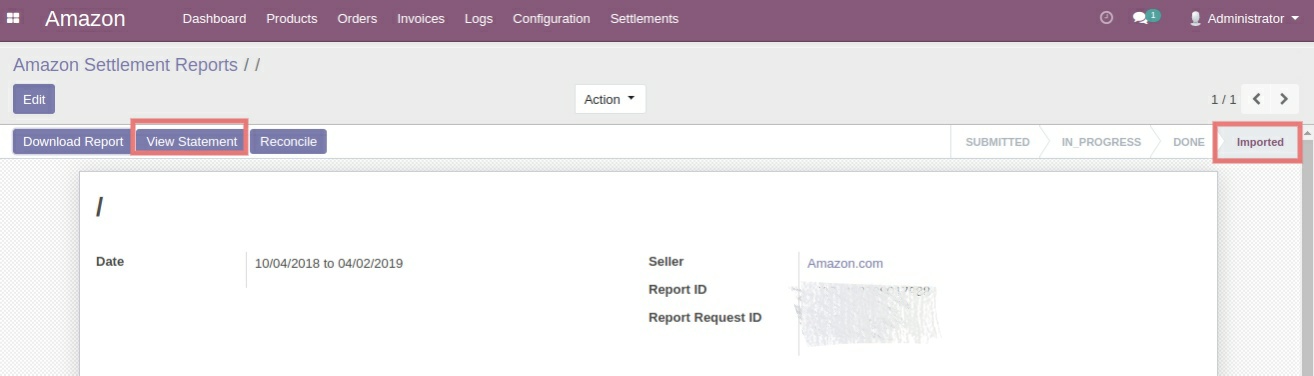 Amazon Dashboard Products Orders Invoices Logs Configuration Settlements 1 Administrator
Amazon Settlement Reports / /
Edit Action 1 / 1
Download Report View Statement Reconcile SUBMITTED IN_PROGRESS DONE Imported
/
Date 10/04/2018 to 04/02/2019 Seller Amazon.com
Report ID
Report Request ID